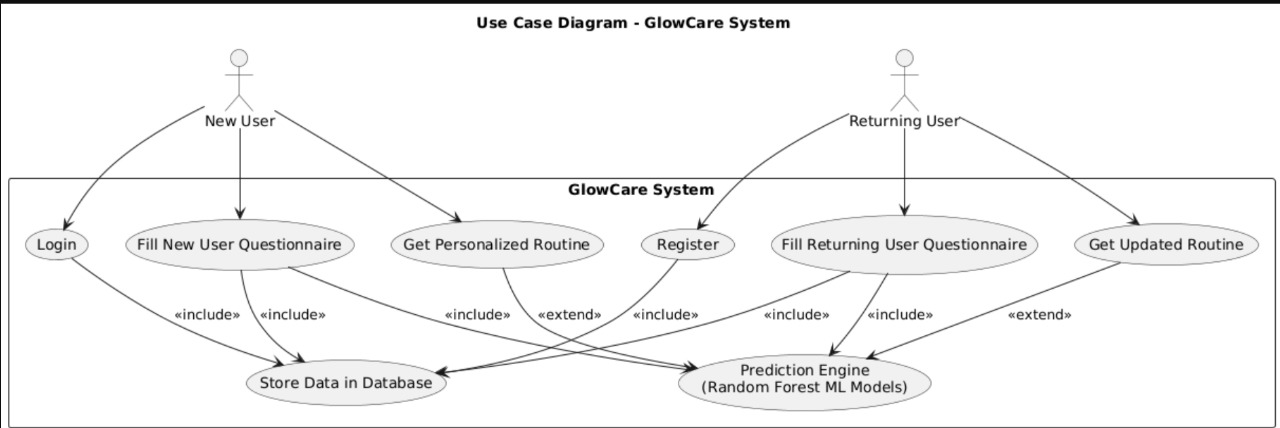 Use Case Diagram - GlowCare System
New User
Returning User
GlowCare System
Login
Fill New User Questionnaire
Get Personalized Routine
Register
Fill Returning User Questionnaire
Get Updated Routine
«include»
«include»
«include»
«extend»
«include»
«include»
«include»
«extend»
Store Data in Database
Prediction Engine
(Random Forest ML Models)